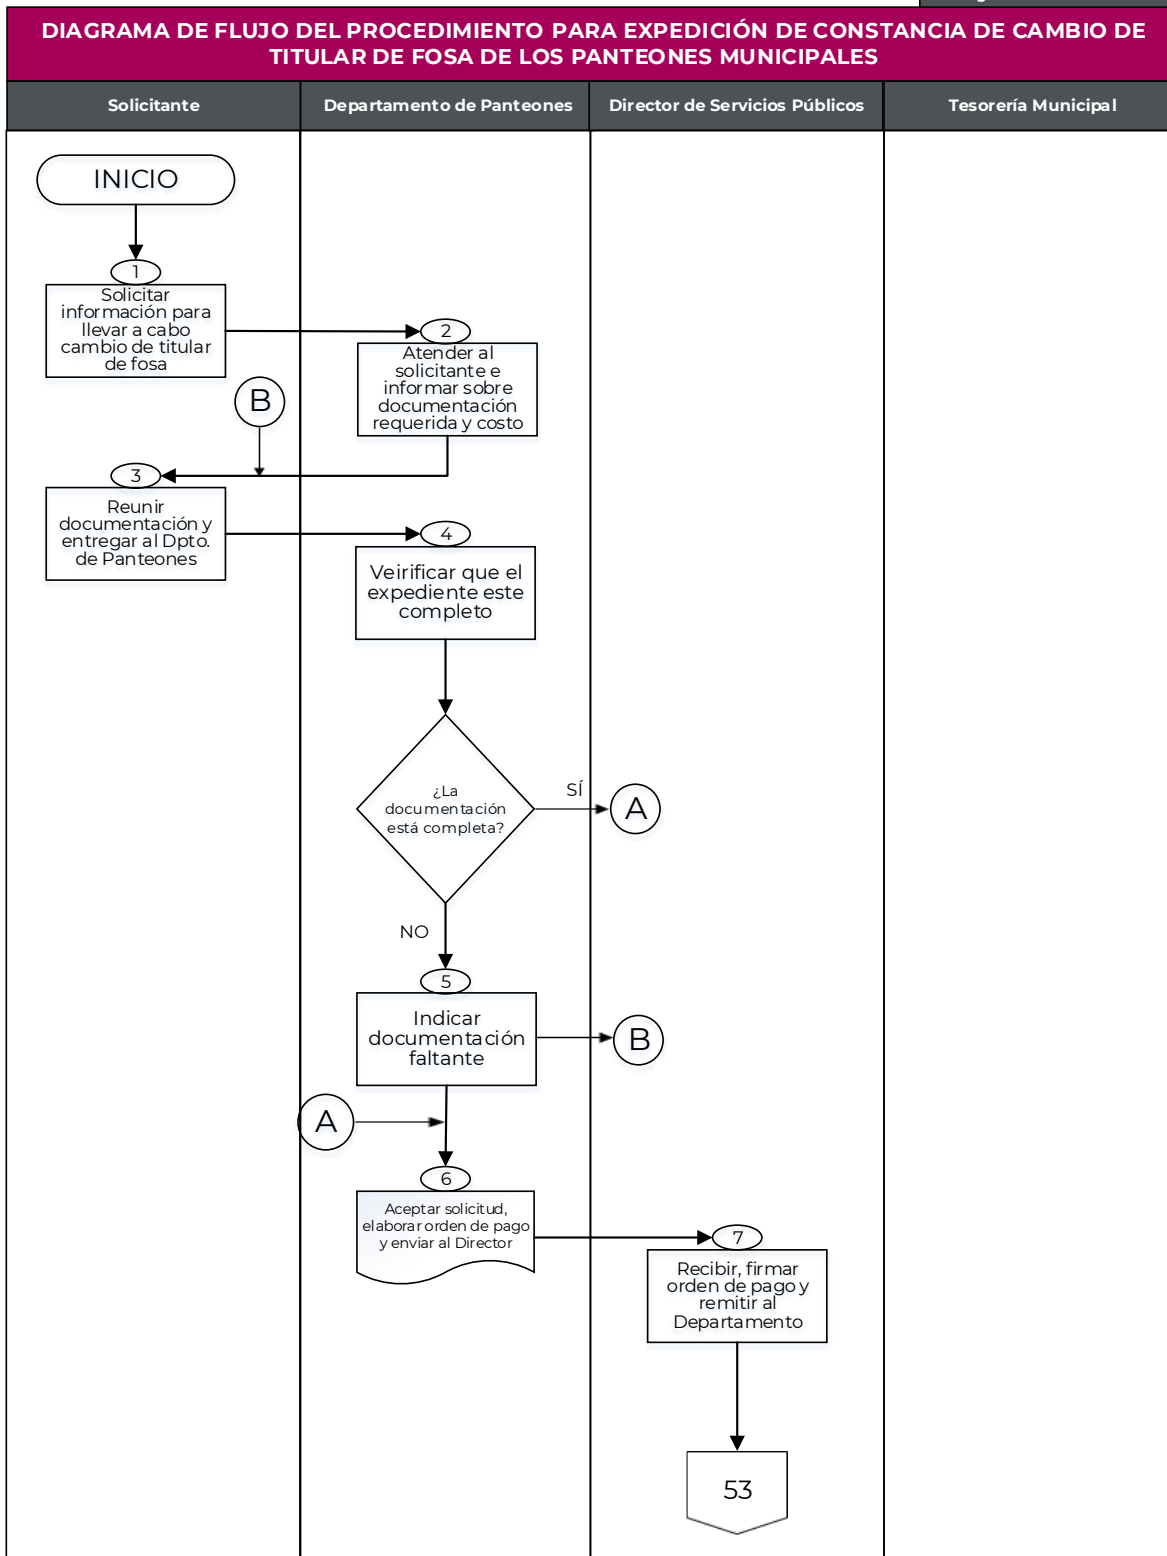 DIAGRAMA DE FLUJO DEL PROCEDIMIENTO PARA EXPEDICIÓN DE CONSTANCIA DE CAMBIO DE
TITULAR DE FOSA DE LOS PANTEONES MUNICIPALES
Solicitante
Departamento de Panteones
Director de Servicios Públicos
Tesorería Municipal
INICIO
1
Solicitar
información para
llevar a cabo
cambio de titular
de fosa
2
Atender al
solicitante e
informar sobre
documentación
requerida y costo
B
3
Reunir
documentación y
entregar al Dpto.
de Panteones
4
Veirificar que el
expediente este
completo
¿La
documentación
está completa?
SÍ
A
NO
5
Indicar
documentación
faltante
B
A
6
Aceptar solicitud,
elaborar orden de pago
y enviar al Director
7
Recibir, firmar
orden de pago y
remitir al
Departamento
53